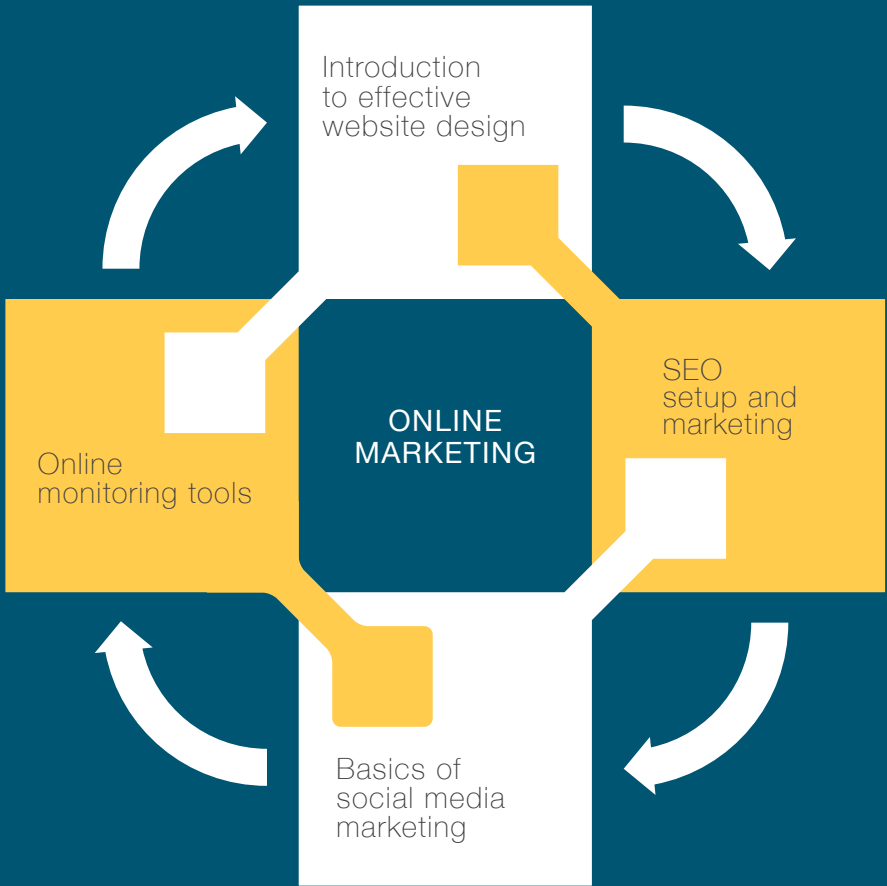 Introduction
to effective
website design
SEO
setup and
marketing
ONLINE
MARKETING
Online
monitoring tools
Basics of
social media
marketing